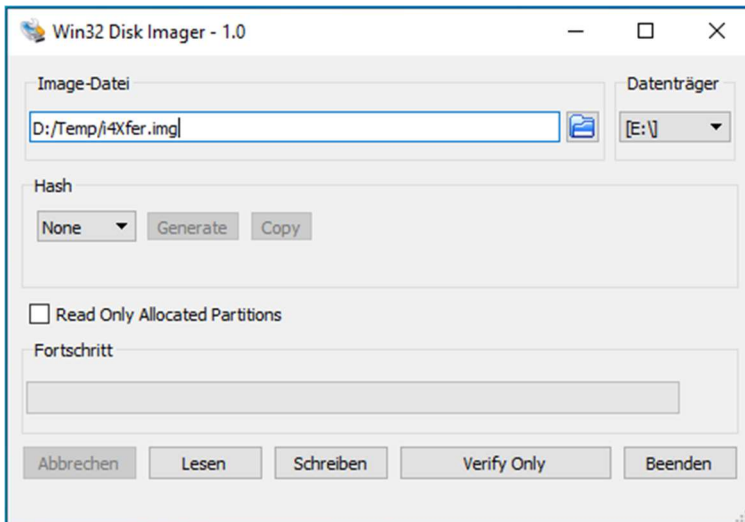 Win32 Disk Imager - 1.0
Image-Datei
Datenträger
D:/Temp/i4Xfer.img
[E:\]
Hash
None
Generate
Copy
Read Only Allocated Partitions
Fortschritt
Abbrechen
Lesen
Schreiben
Verify Only
Beenden